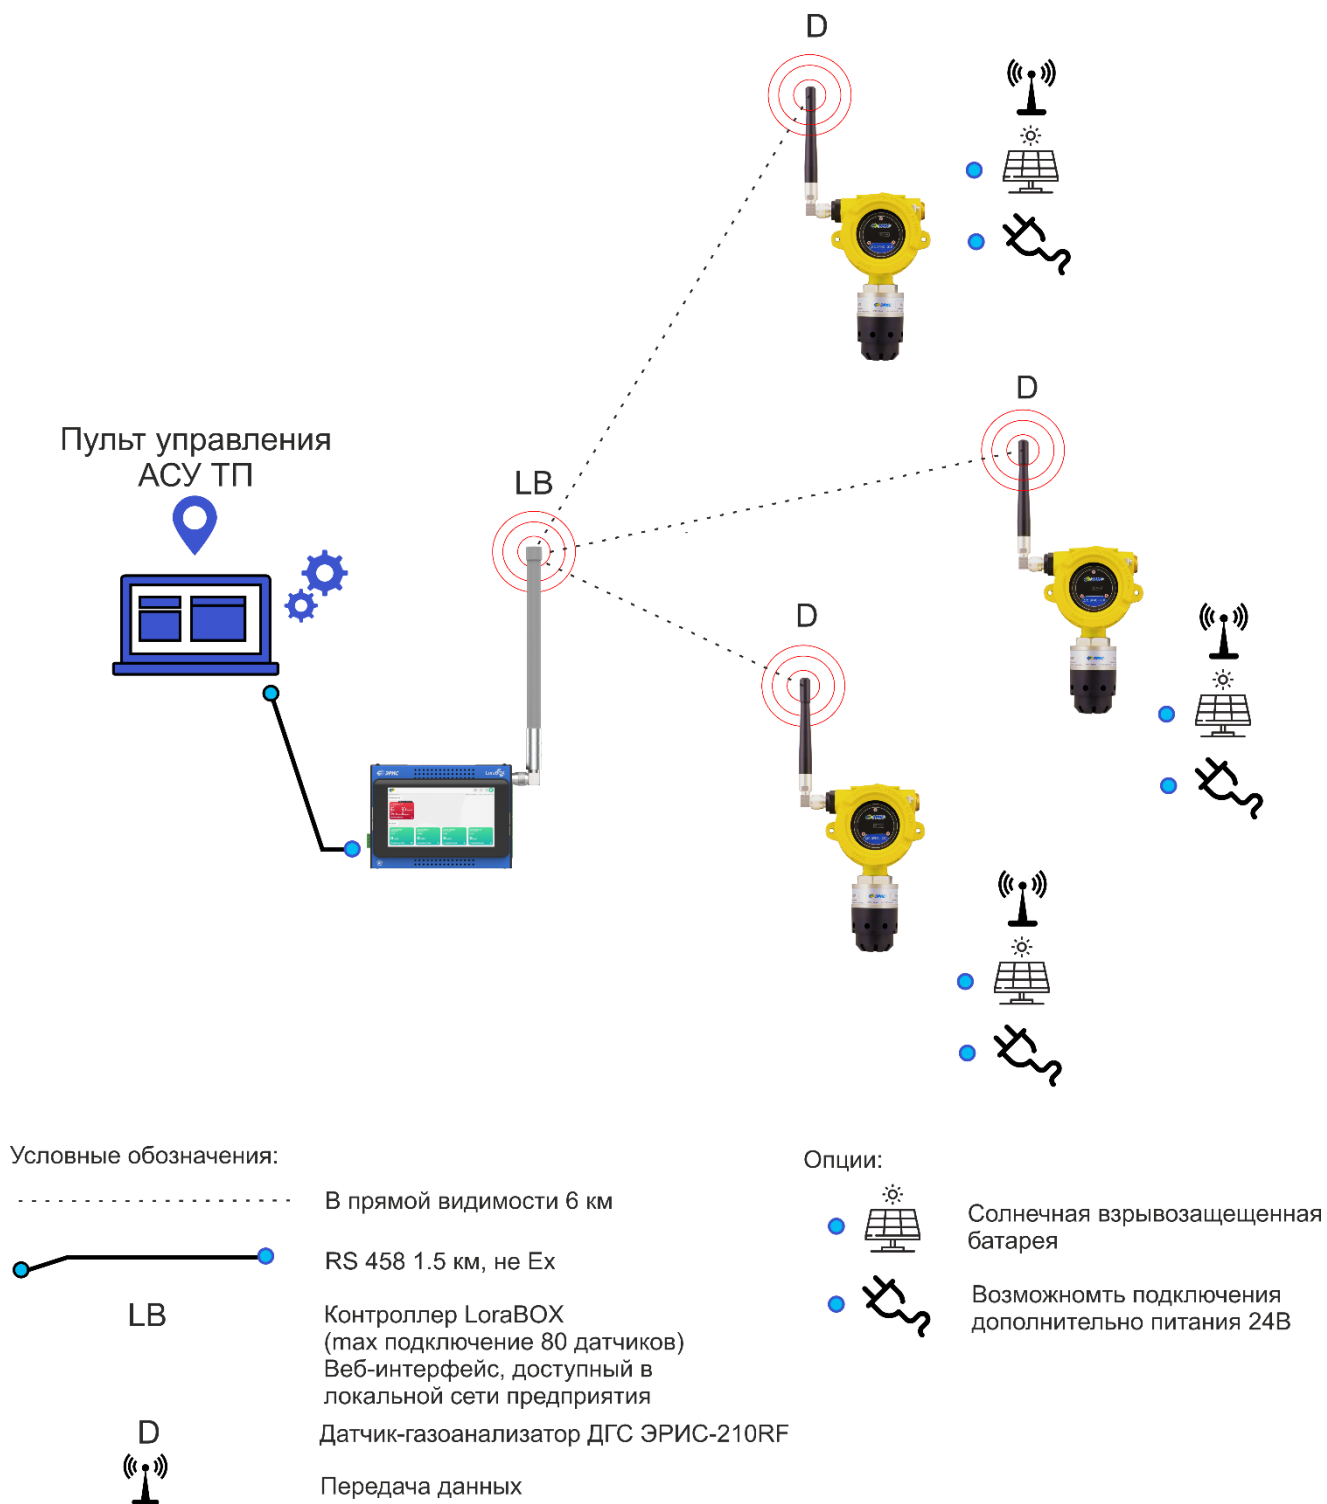 D
D
Пульт управления
АСУ ТП
LB
D
ЭРИС
Условные обозначения:
В прямой видимости 6 км
RS 458 1.5 км, не Ex
LB
Контроллер LoraBOX
(max подключение 80 датчиков)
Веб-интерфейс, доступный в
локальной сети предприятия
D
Датчик-газоанализатор ДГС ЭРИС-210RF
Передача данных
Опции:
Солнечная взрывозащещенная
батарея
Возможномть подключения
дополнительно питания 24В